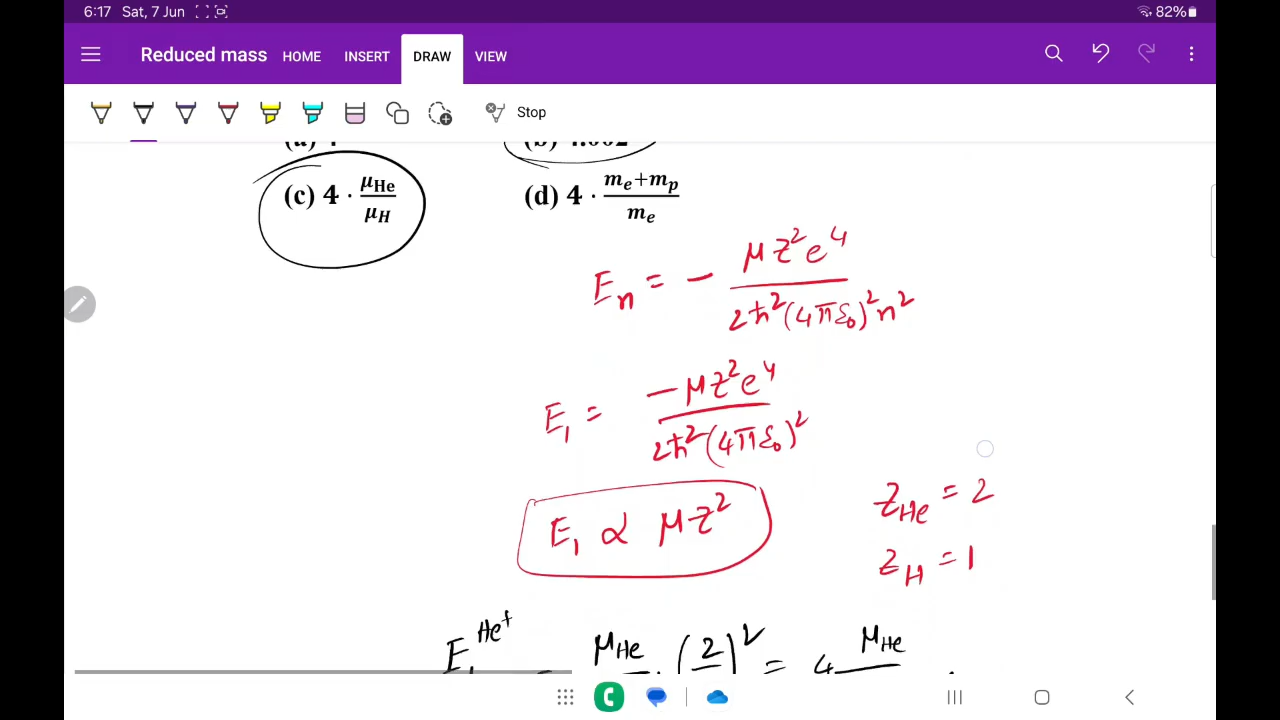 6:17 Sat, 7 Jun 82%
Reduced mass HOME INSERT DRAW VIEW
Stop
(c) 4 · μHe/μH (d) 4 · me+mp/me
En = − μZ²e⁴/2ħ²(4πε₀)²n²
E₁ = −μZ²e⁴/2ħ²(4πε₀)²
ZHe = 2
E₁ ∝ μZ²
ZH = 1
E₁ He⁺ = μHe · (2 )² = 4 μHe